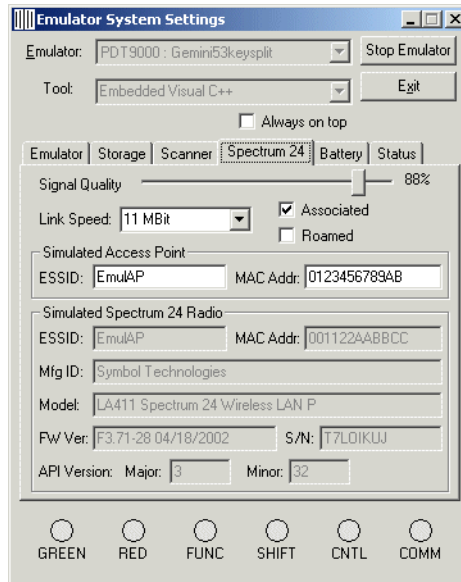 Emulator System Settings
Emulator: PDT9000 : Gemini53keysplit Stop Emulator
Tool: Embedded Visual C++ Exit
Always on top
Emulator Storage Scanner Spectrum 24 Battery Status
Signal Quality 88%
Link Speed: 11 MBit Associated
Roamed
Simulated Access Point
ESSID: EmulAP MAC Addr: 0123456789AB
Simulated Spectrum 24 Radio
ESSID: EmulAP MAC Addr: 001122AABBCC
Mfg ID: Symbol Technologies
Model: LA411 Spectrum 24 Wireless LAN P
FW Ver: F3.71-28 04/18/2002 S/N: T7LOIKUJ
API Version: Major: 3 Minor: 32
GREEN RED FUNC SHIFT CNTL COMM